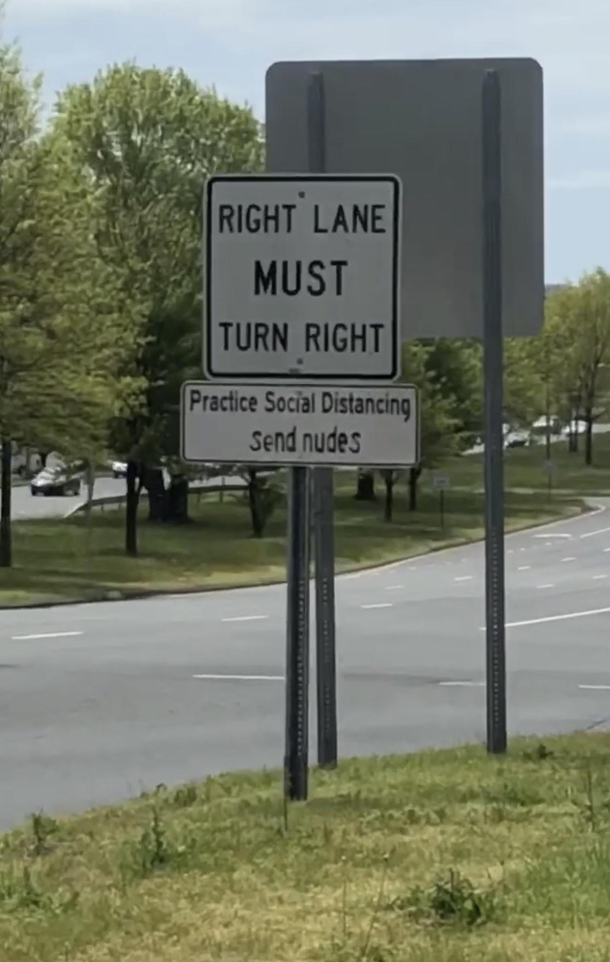 RIGHT LANE
MUST
TURN RIGHT
Practice Social Distancing
send nudes